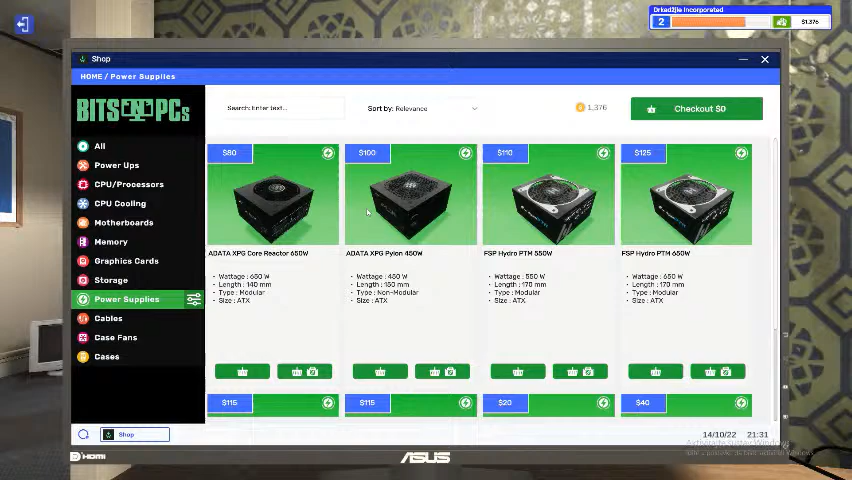 Drked2jle Incorporated
2
$1,376
Shop
HOME / Power Supplies
BITS N PCs
Search: Enter text...
Sort by: Relevance
1,376
Checkout $0
All
Power Ups
CPU/Processors
CPU Cooling
Motherboards
Memory
Graphics Cards
Storage
Power Supplies
Cables
Case Fans
Cases
$80
$100
$110
$125
ADATA XPG Core Reactor 650W
ADATA XPG Pylon 450W
FSP Hydro PTM 550W
FSP Hydro PTM 650W
• Wattage : 650 W
• Length : 140 mm
• Type : Modular
• Size : ATX
• Wattage : 450 W
• Length : 150 mm
• Type : Non-Modular
• Size : ATX
• Wattage : 550 W
• Length : 170 mm
• Type : Modular
• Size : ATX
• Wattage : 650 W
• Length : 170 mm
• Type : Modular
• Size : ATX
$115
$115
$20
$40
Shop
14/10/22
21:31
Windows
HDMI
ASUS